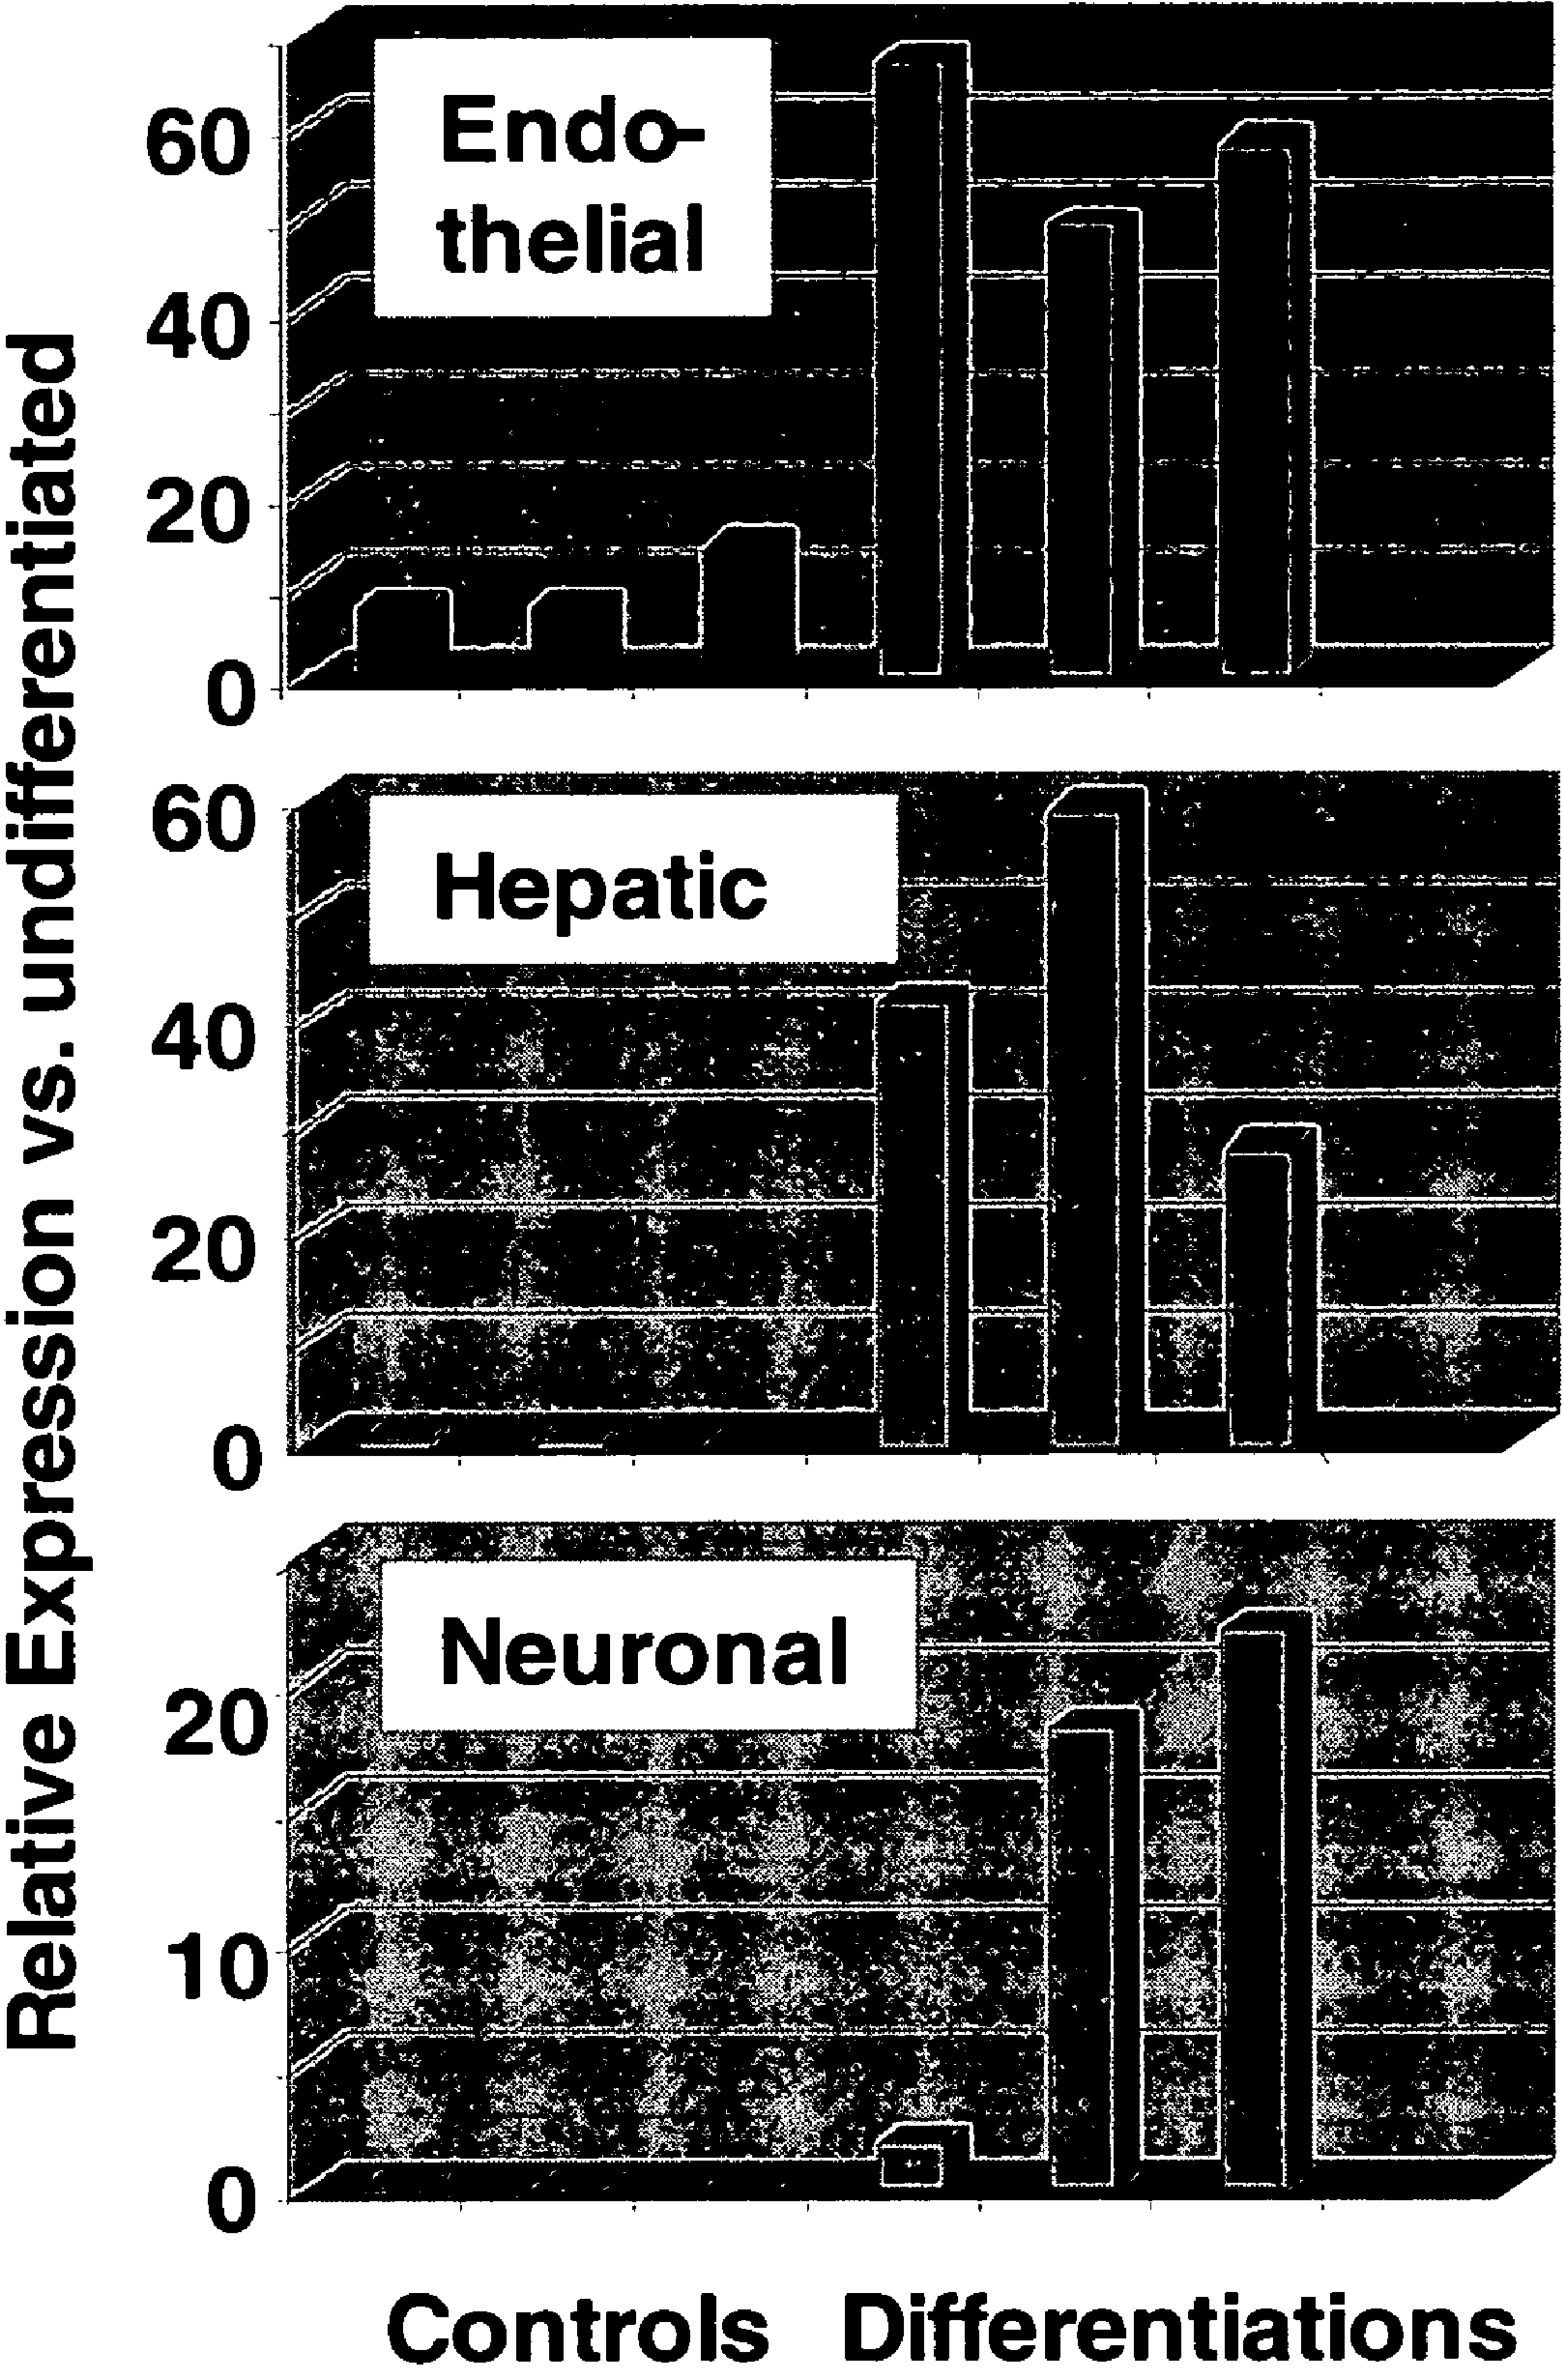 Relative Expression vs. undifferentiated
Endo-
thelial
60
40
20
0
Hepatic
60
40
20
0
Neuronal
20
10
0
Controls Differentiations